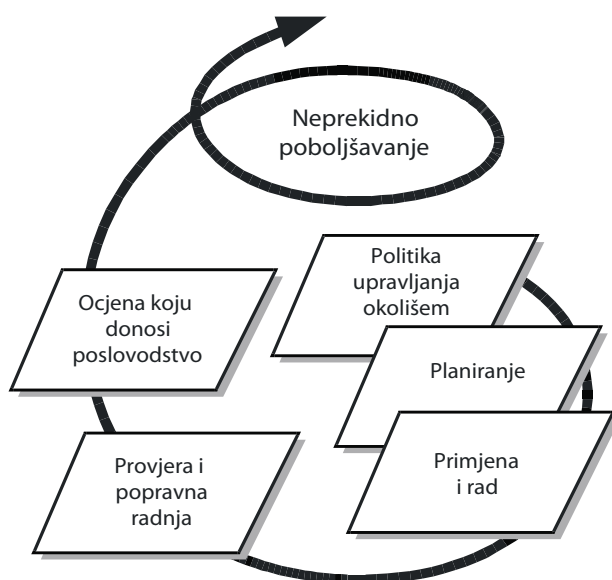 Neprekidno
poboljšavanje
Politika
upravljanja
okolišem
Planiranje
Primjena
i rad
Provjera i
popravna
radnja
Ocjena koju
donosi
poslovodstvo